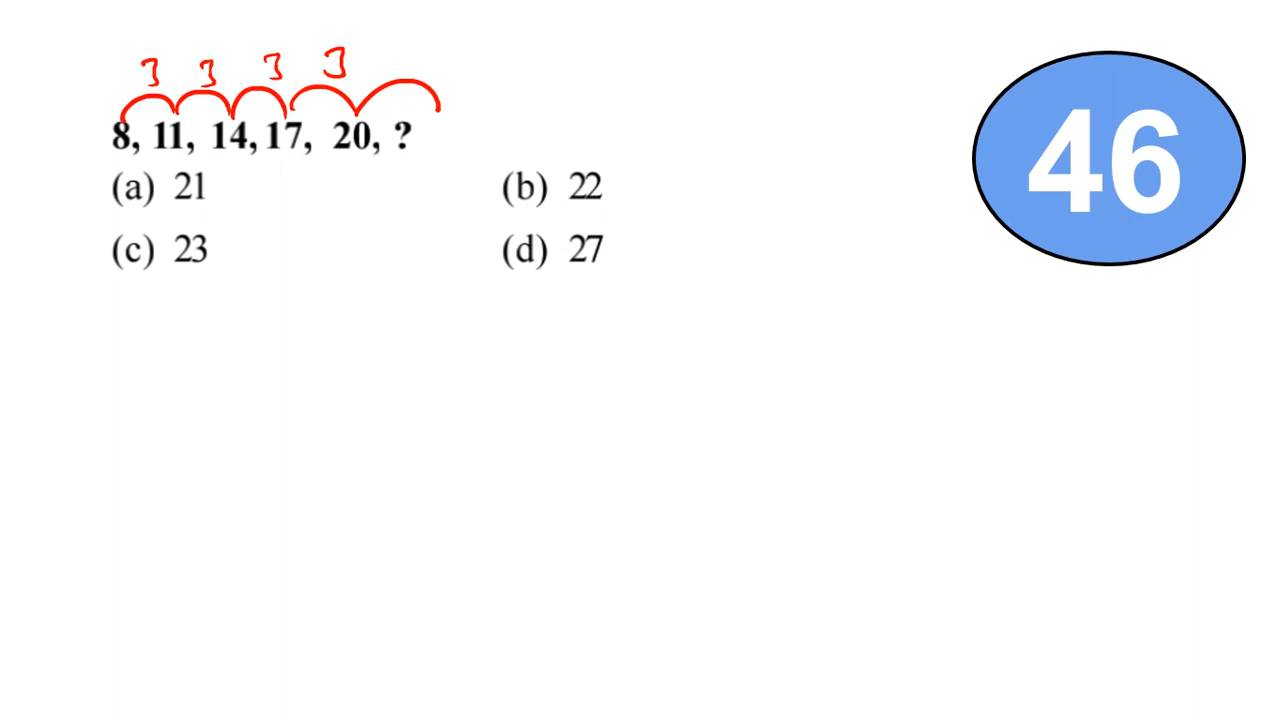 3 3 3 3
8, 11, 14, 17, 20, ?
(a) 21 (b) 22
(c) 23 (d) 27
46